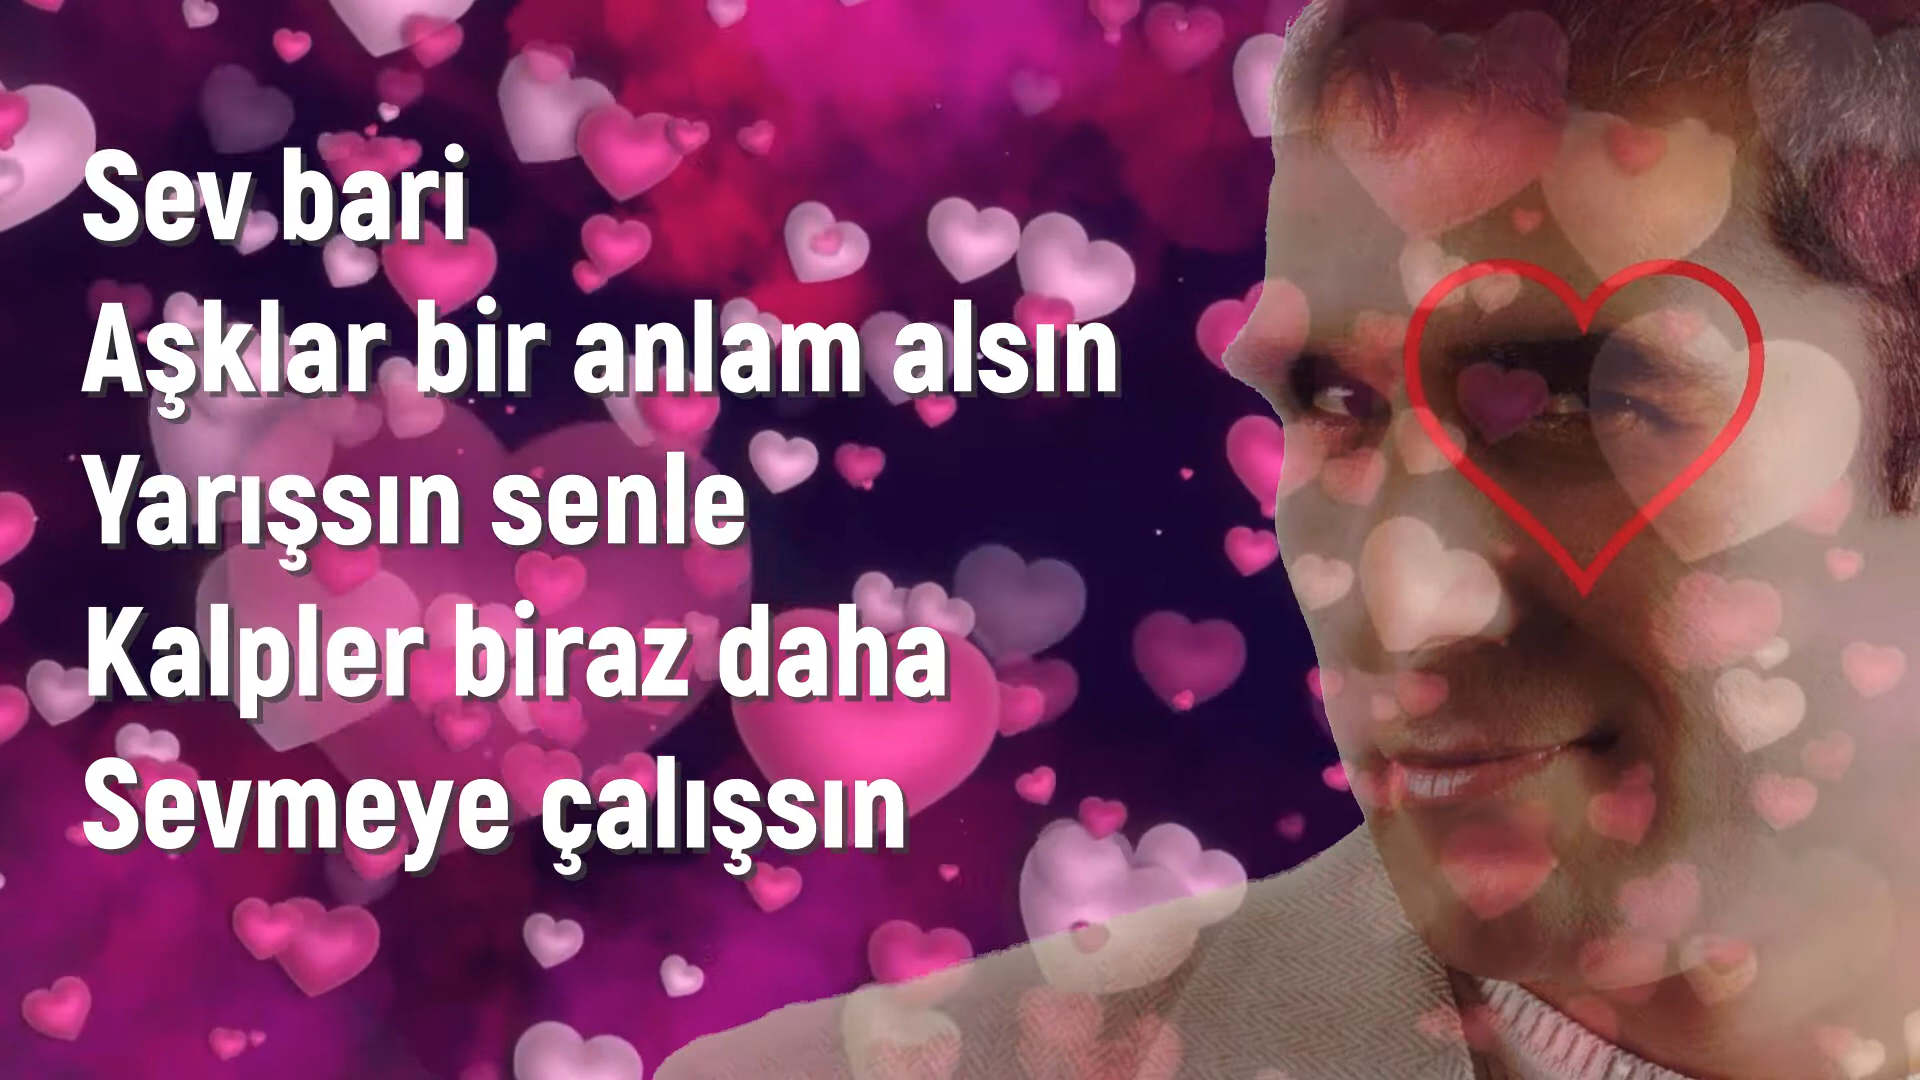 Sev bari
Aşklar bir anlam alsın
Yarışsın senle
Kalpler biraz daha
Sevmeye çalışsın